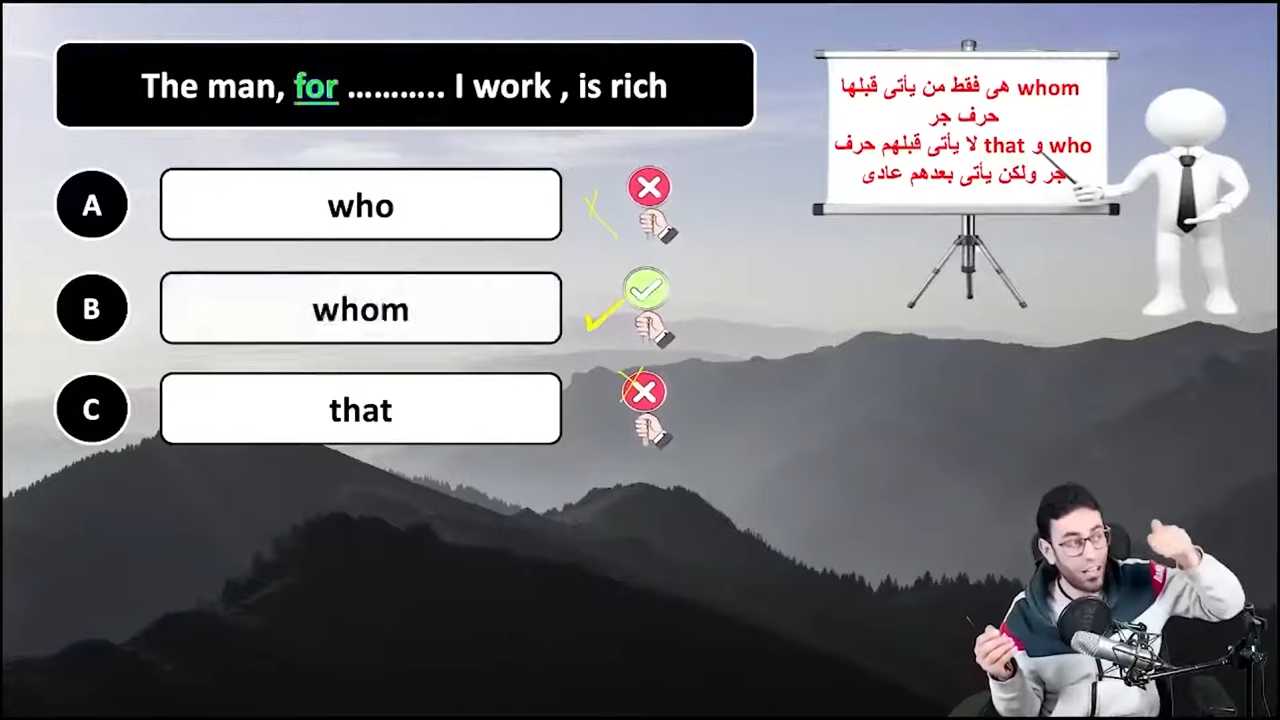 The man, for ........... I work , is rich
whom هى فقط من يأتى قبلها
حرف جر
who و that لا يأتى قبلهم حرف
جر ولكن يأتى بعدهم عادى
A who
B whom
C that